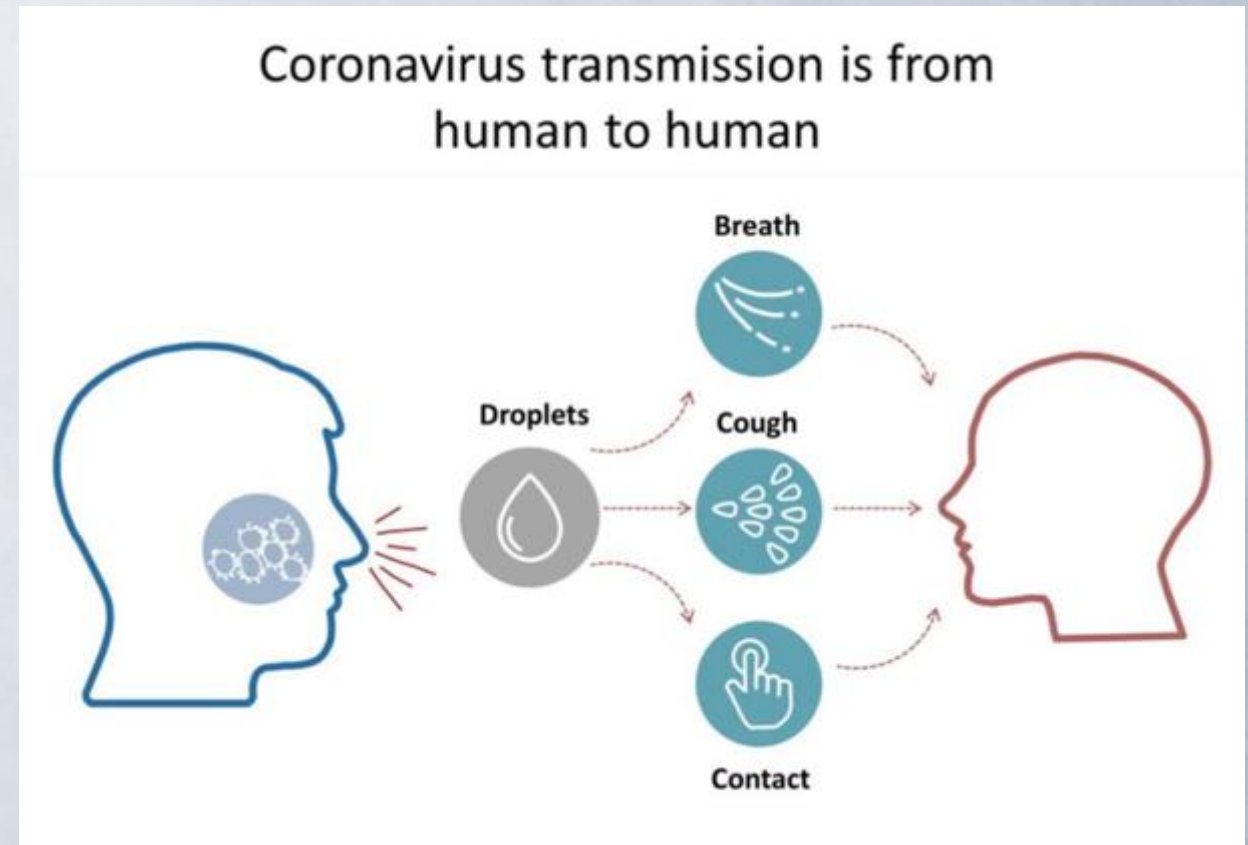 Coronavirus transmission is from
human to human
Breath
Droplets
Cough
Contact